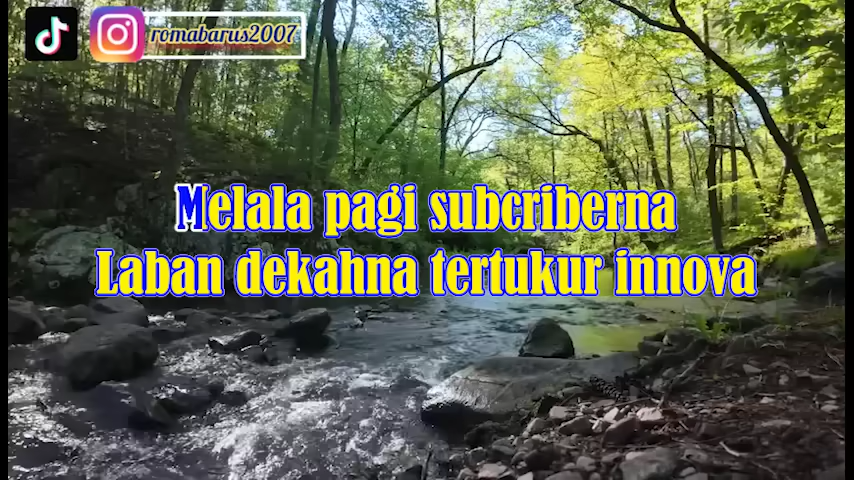 romabarus2007
Melala pagi subcriberna
Laban dekahna tertukur innova